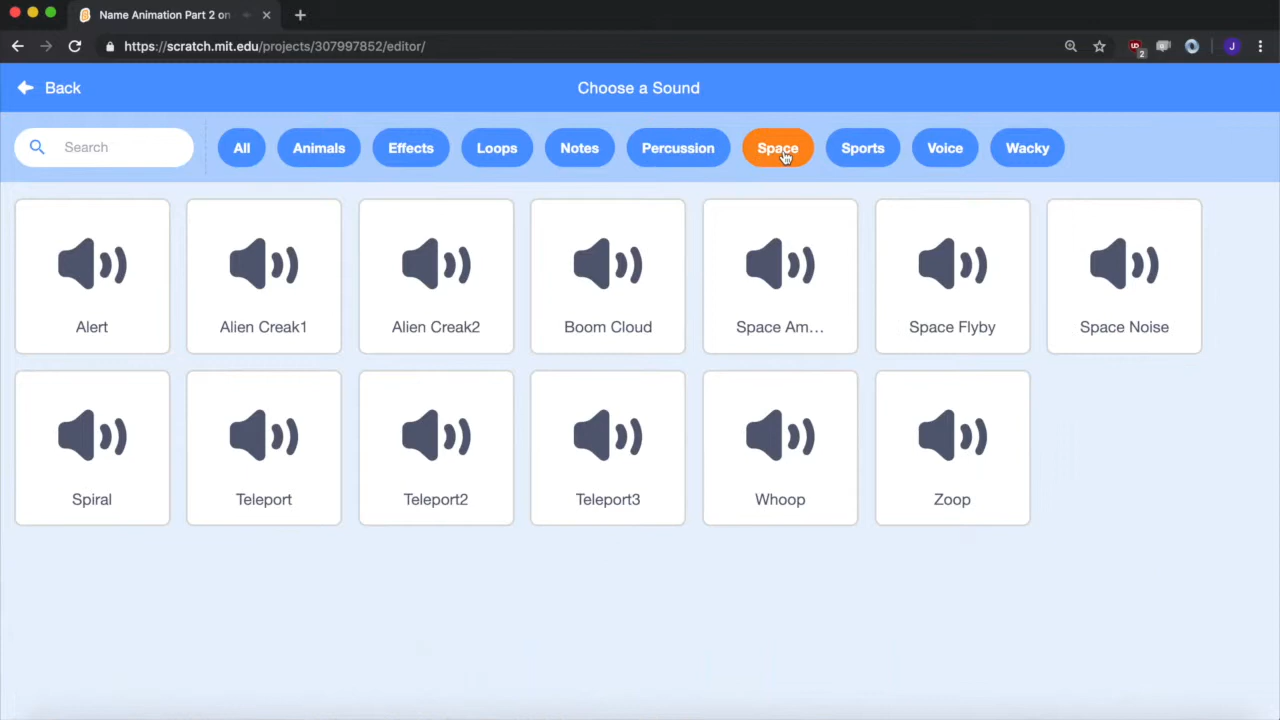 Name Animation Part 2 on
https://scratch.mit.edu/projects/307997852/editor/
2
J
Back
Choose a Sound
Search
All
Animals
Effects
Loops
Notes
Percussion
Space
Sports
Voice
Wacky
Alert
Alien Creak1
Alien Creak2
Boom Cloud
Space Am...
Space Flyby
Space Noise
Spiral
Teleport
Teleport2
Teleport3
Whoop
Zoop